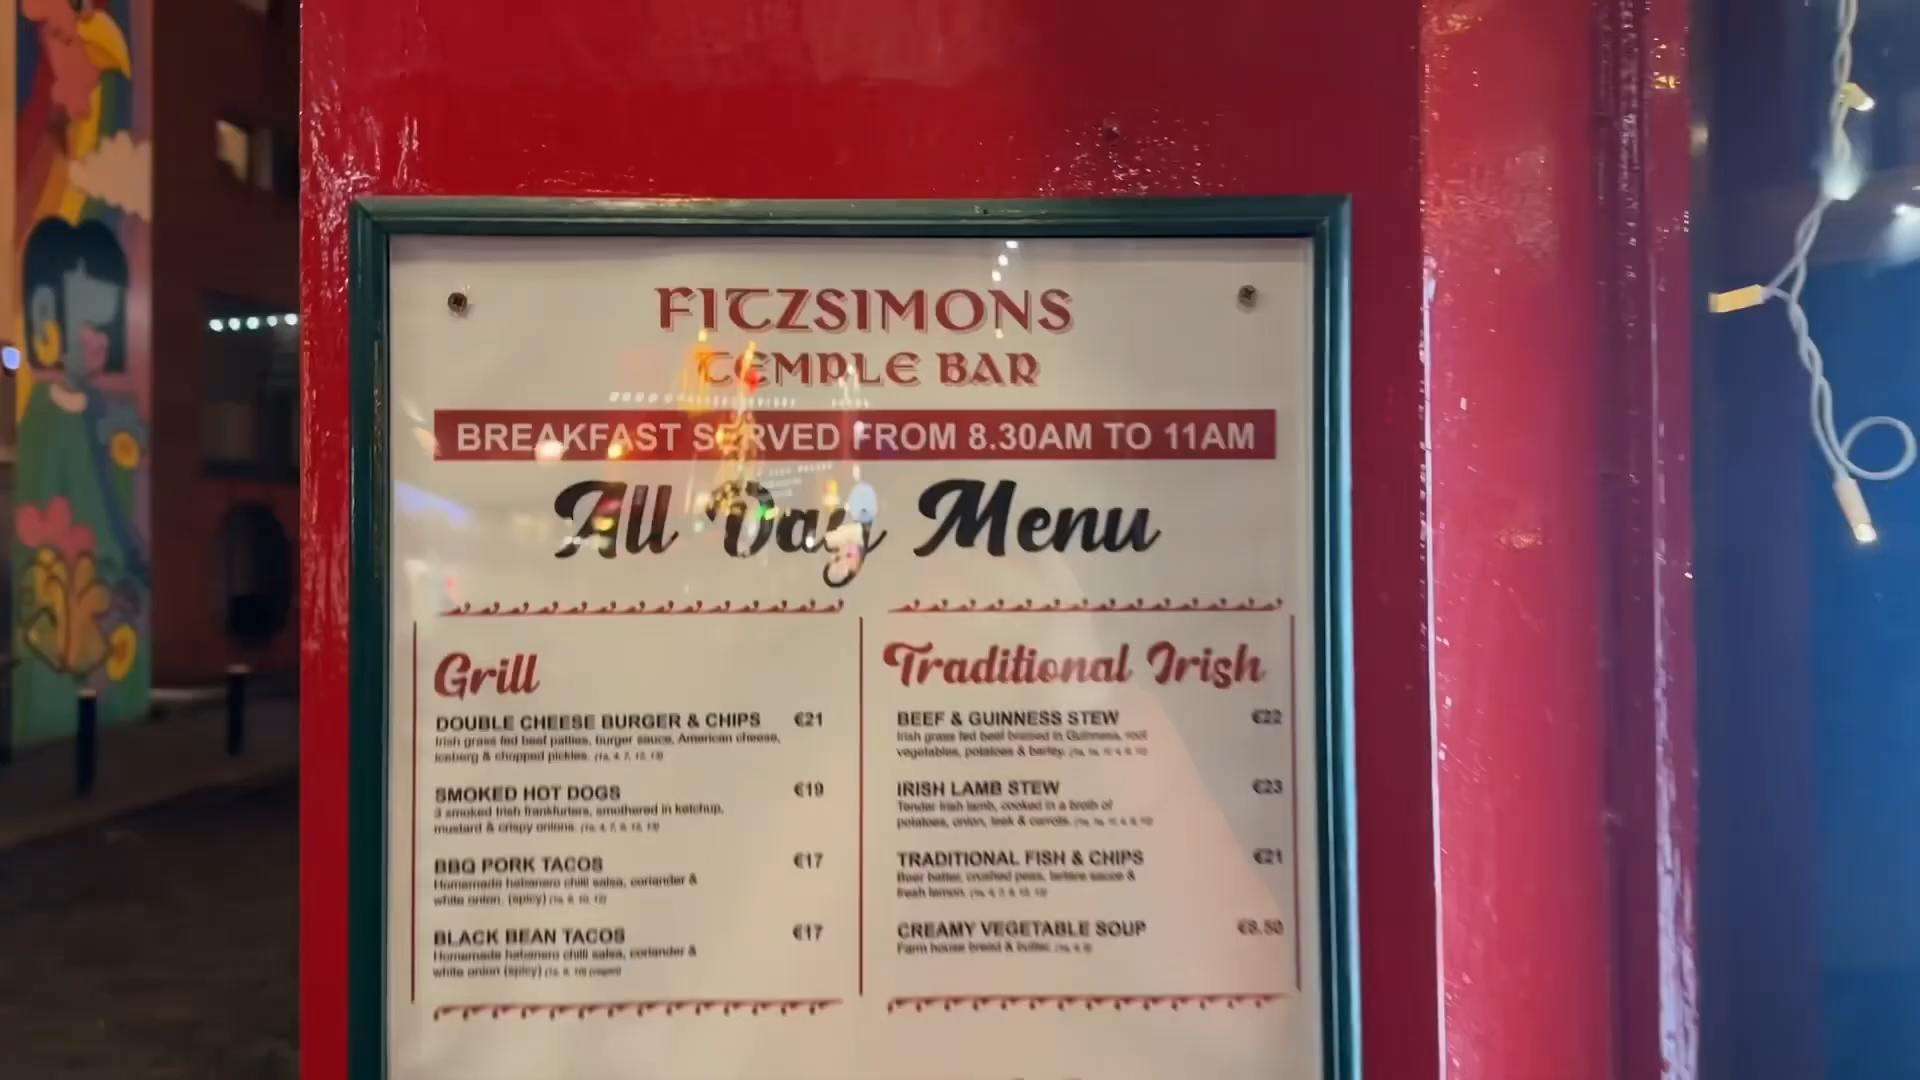 FITZSIMONS
TEMPLE BAR
BREAKFAST SERVED FROM 8.30AM TO 11AM
All Day Menu
Grill
DOUBLE CHEESE BURGER & CHIPS €21
Irish grass fed beef patties, burger sauce, American cheese,
iceberg & chopped pickles.
SMOKED HOT DOGS €19
3 smoked Irish frankfurters, smothered in ketchup,
mustard & crispy onions.
BBQ PORK TACOS €17
Homemade habanero chilli salsa, coriander &
white onion. (spicy)
BLACK BEAN TACOS €17
Homemade habanero chilli salsa, coriander &
white onion (spicy)
Traditional Irish
BEEF & GUINNESS STEW €22
Irish grass fed beef braised in Guinness, root
vegetables, potatoes & barley.
IRISH LAMB STEW €23
Tender Irish lamb, cooked in a broth of
potatoes, onion, leek & carrots.
TRADITIONAL FISH & CHIPS €21
Beer batter, crushed peas, tartare sauce &
fresh lemon.
CREAMY VEGETABLE SOUP €8.50
Farm house bread & butter.